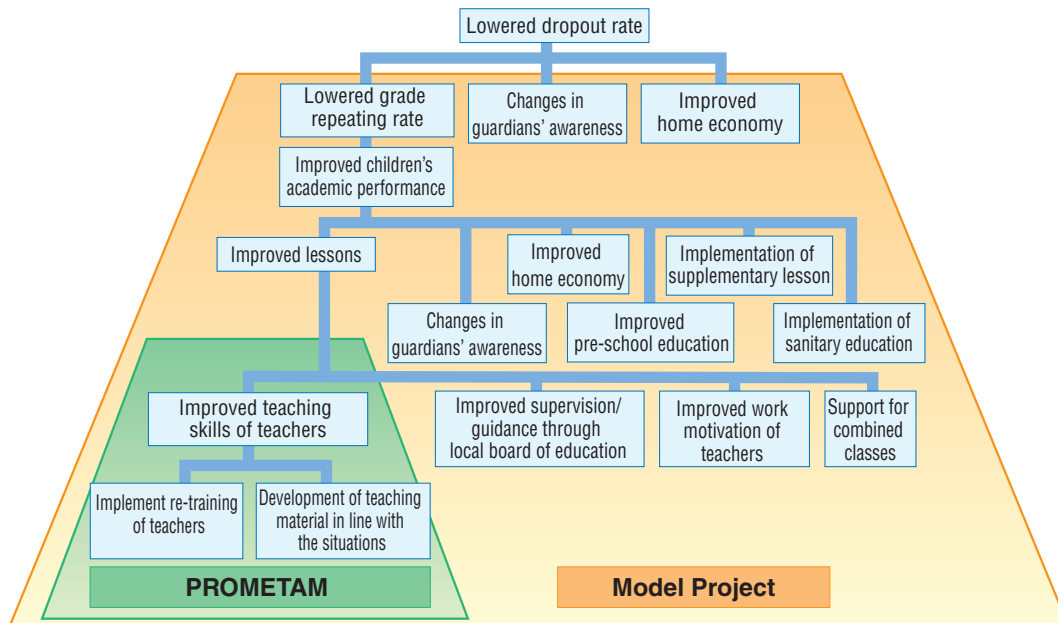 Lowered dropout rate
Lowered grade
repeating rate
Changes in
guardians’ awareness
Improved
home economy
Improved children’s
academic performance
Improved lessons
Improved
home economy
Implementation of
supplementary lesson
Changes in
guardians’ awareness
Improved
pre-school education
Implementation of
sanitary education
Improved teaching
skills of teachers
Improved supervision/
guidance through
local board of education
Improved work
motivation of
teachers
Support for
combined
classes
Implement re-training
of teachers
Development of teaching
material in line with
the situations
PROMETAM
Model Project